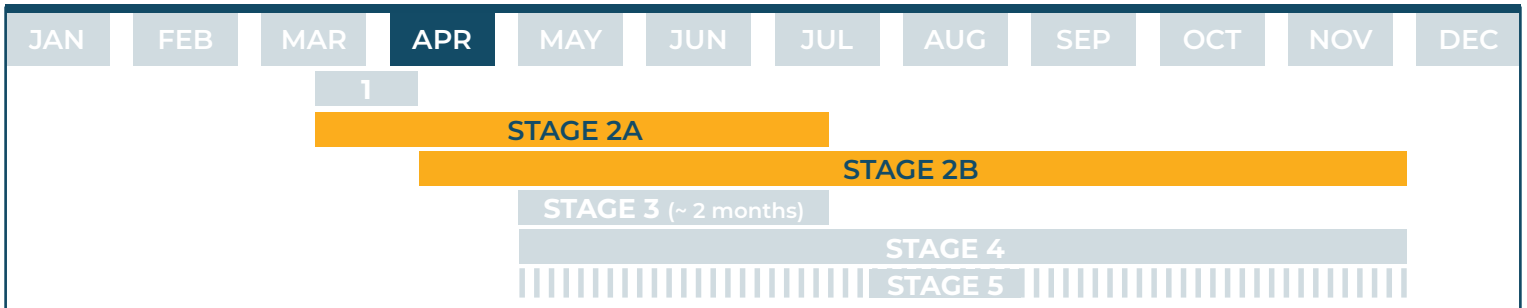 JAN FEB MAR APR MAY JUN JUL AUG SEP OCT NOV DEC
1
STAGE 2A
STAGE 2B
STAGE 3 (~ 2 months)
STAGE 4
STAGE 5